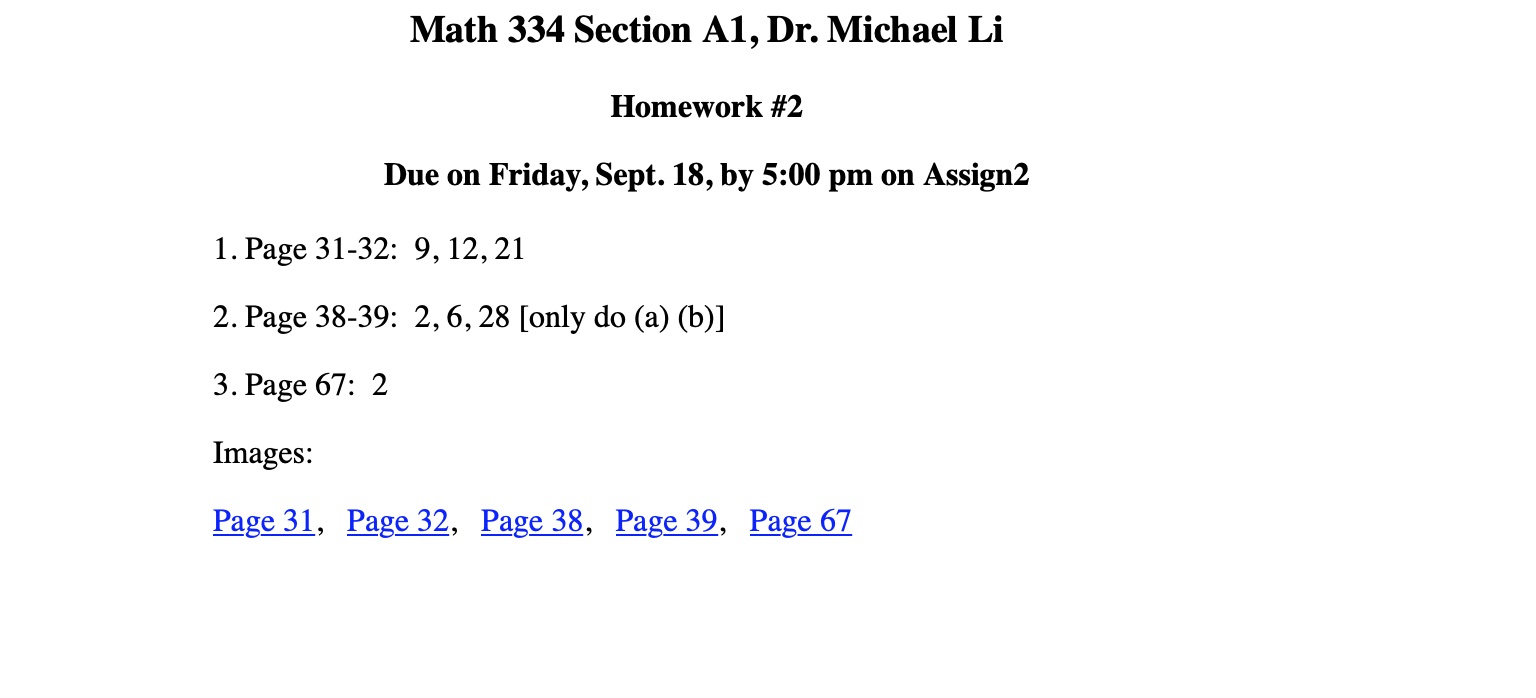 Math 334 Section A1, Dr. Michael Li
Homework #2
Due on Friday, Sept. 18, by 5:00 pm on Assign2
1. Page 31-32:  9, 12, 21
2. Page 38-39:  2, 6, 28 [only do (a) (b)]
3. Page 67:  2
Images:
Page 31,   Page 32,   Page 38,   Page 39,   Page 67